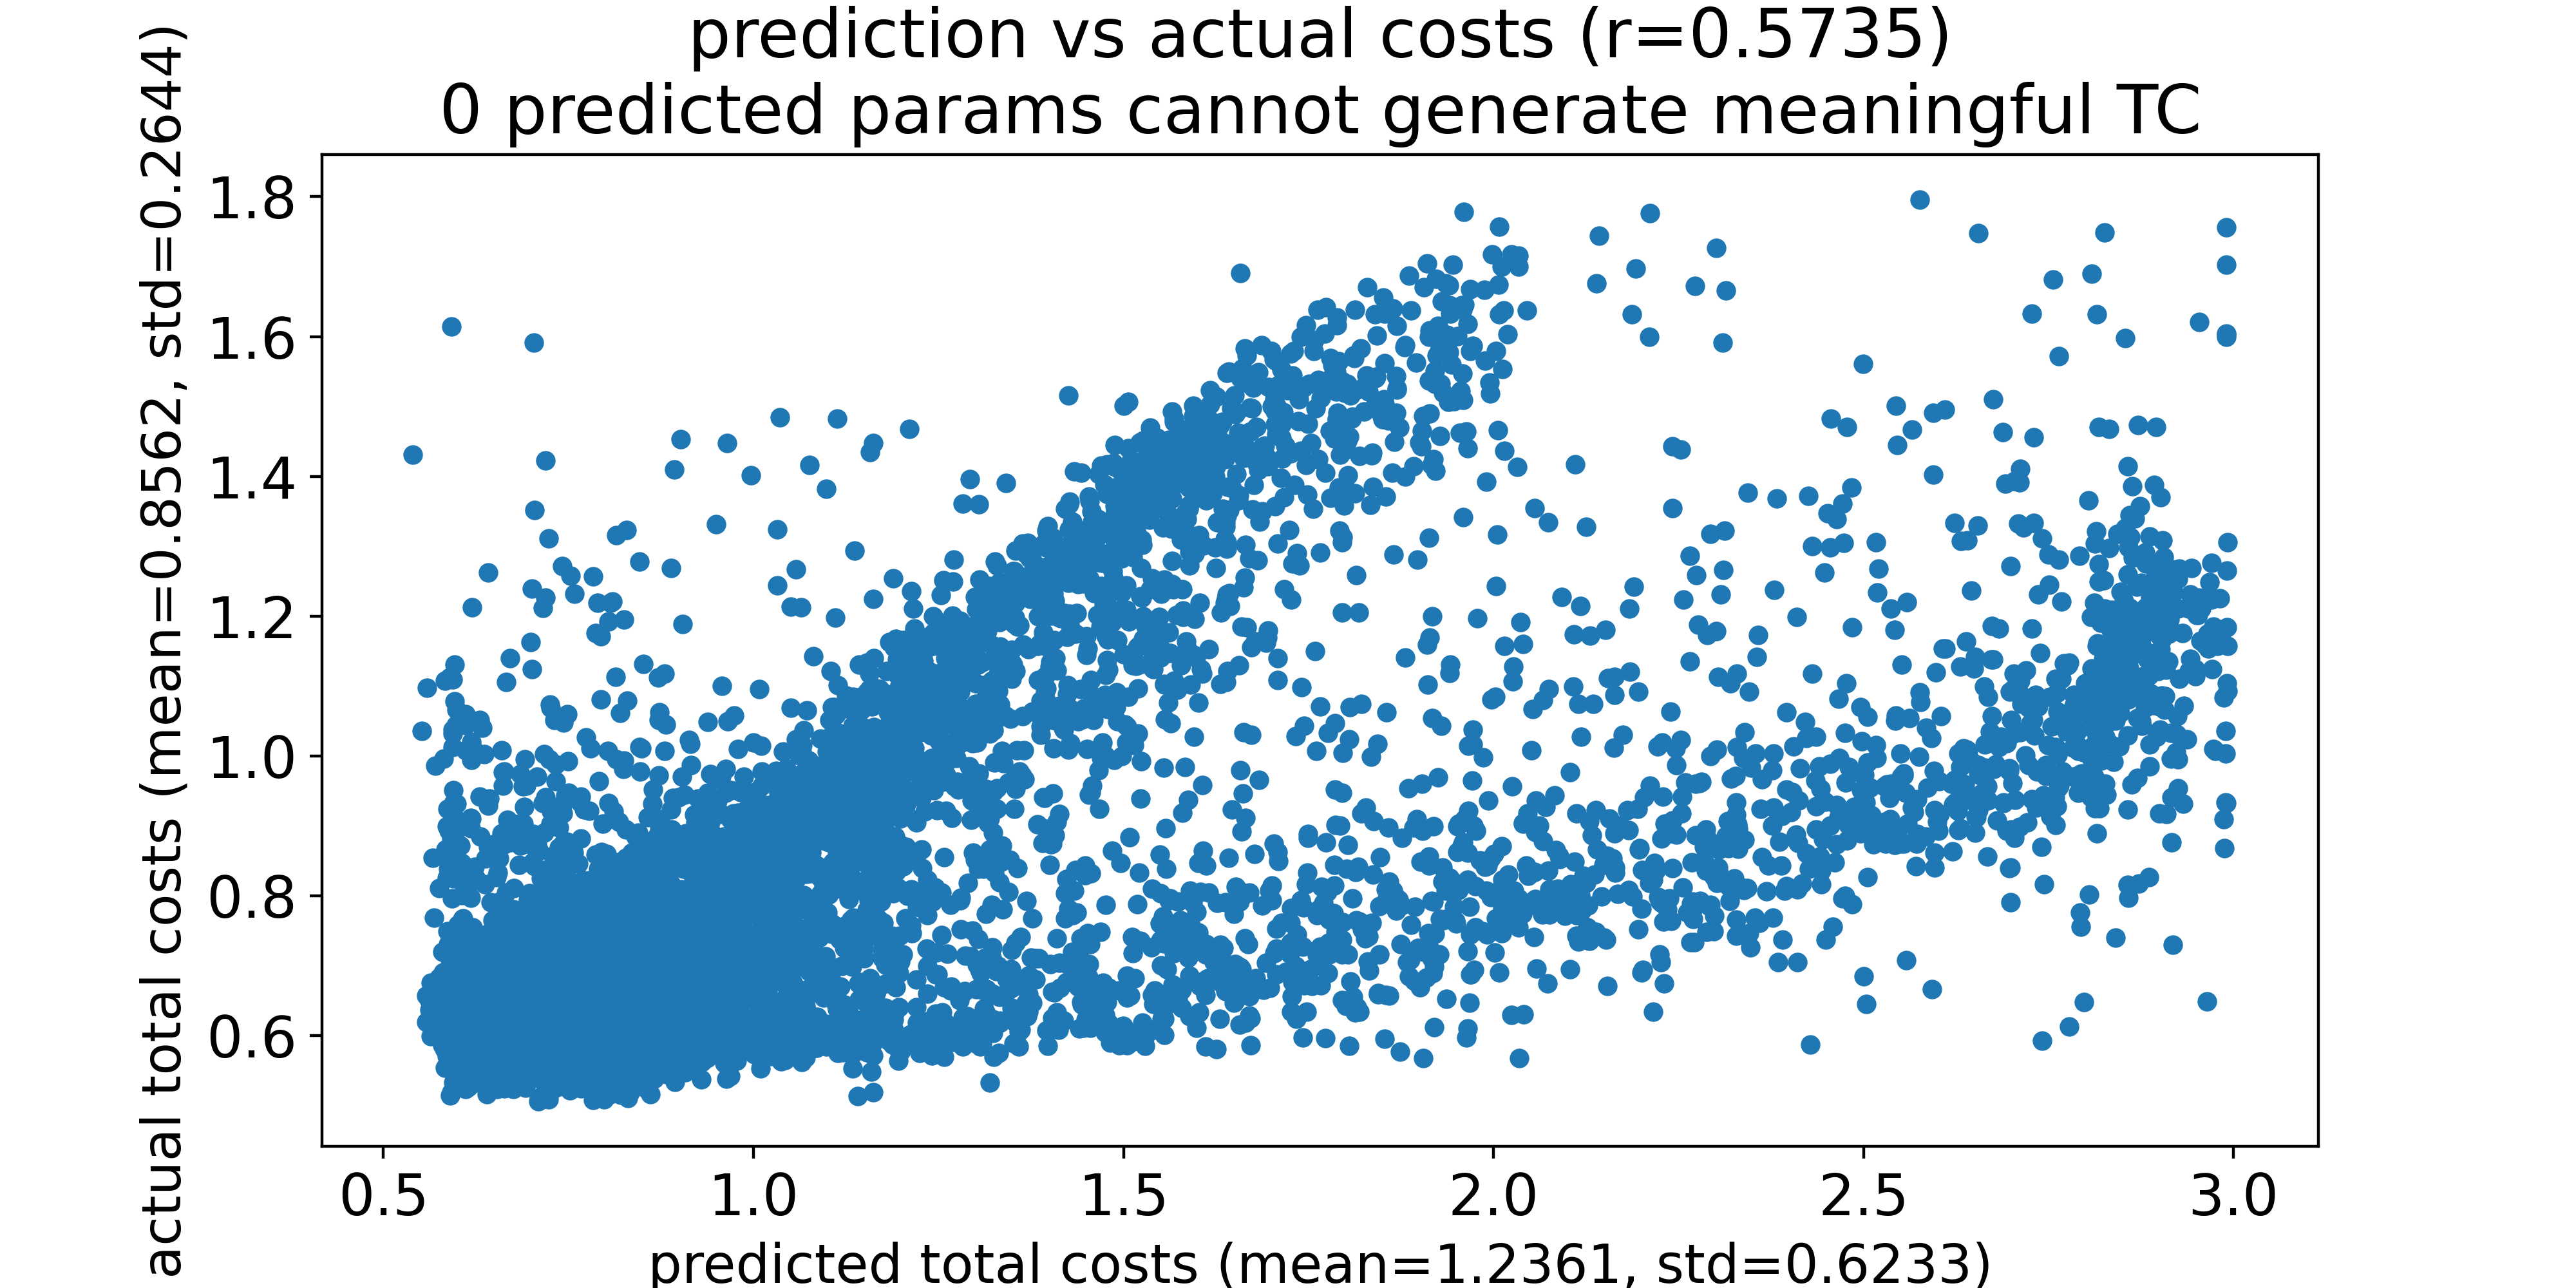 prediction vs actual costs (r=0.5735)
0 predicted params cannot generate meaningful TC
actual total costs (mean=0.8562, std=0.2644)
1.8
1.6
1.4
1.2
1.0
0.8
0.6
0.5 1.0 1.5 2.0 2.5 3.0
predicted total costs (mean=1.2361, std=0.6233)